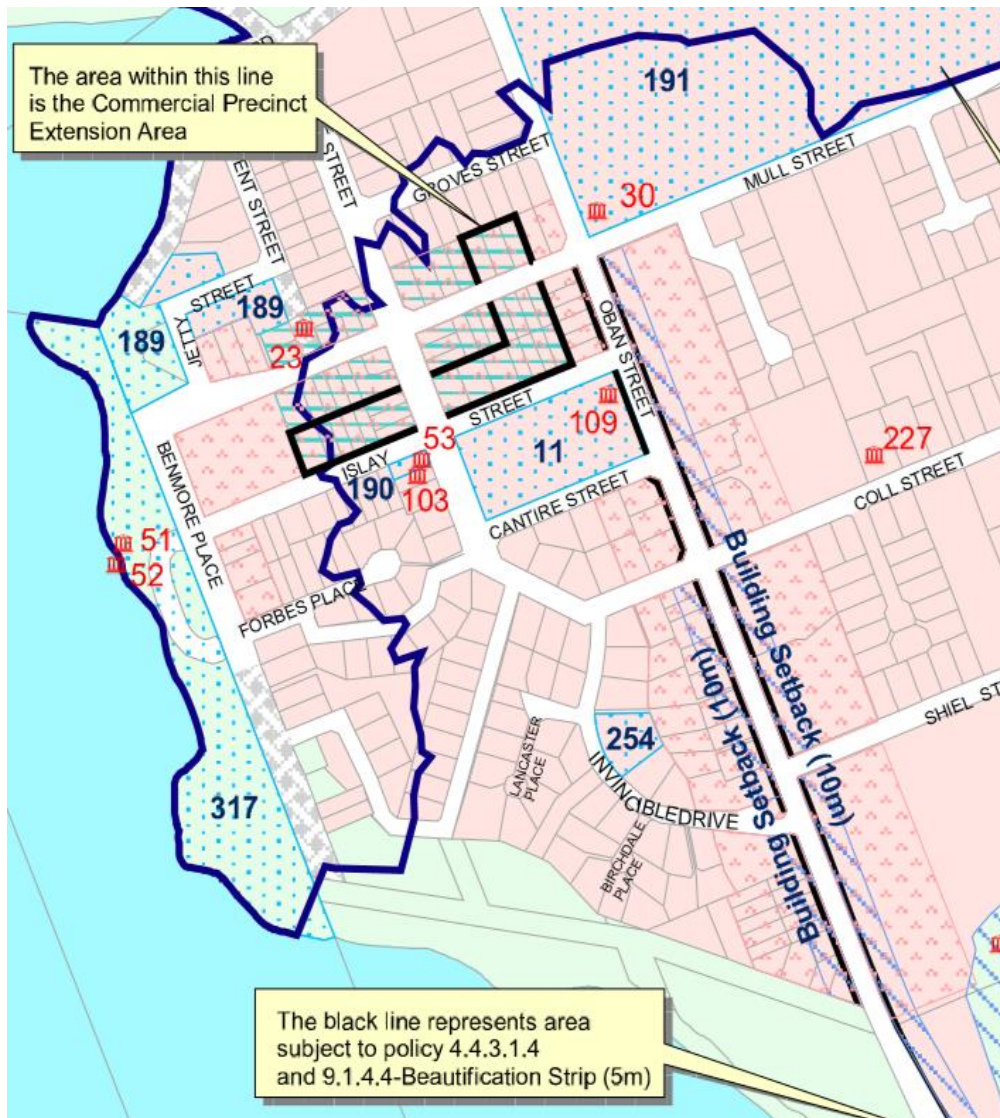 The area within this line
is the Commercial Precinct
Extension Area
191
ENT STREET
STREET
GROVES STREET
MULL STREET
30
STREET
189
189
23
JETTY
OBAN STREET
STREET
109
53
11
ISLAY
190
103
227
BENMORE PLACE
CANTIRE STREET
COLL STREET
51
52
FORBES PLACE
Building Setback (10m)
Building Setback (10m)
SHIEL ST
254
LANCASTER
PLACE
INVINCIBLEDRIVE
317
BIRCHDALE
PLACE
The black line represents area
subject to policy 4.4.3.1.4
and 9.1.4.4-Beautification Strip (5m)